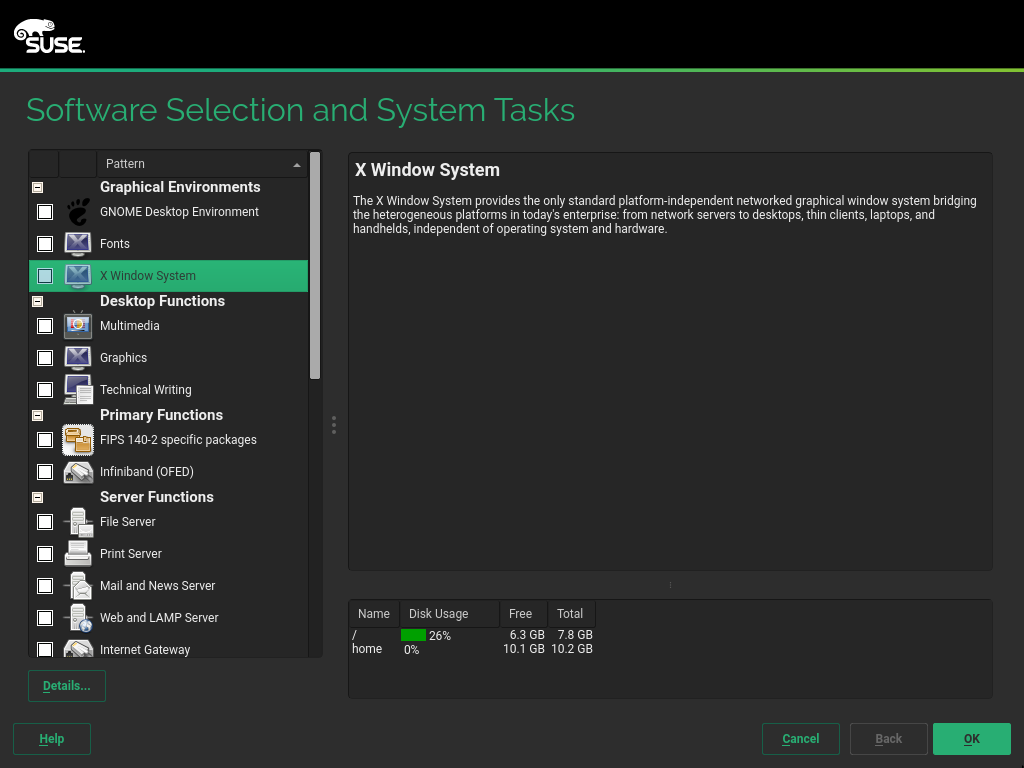 SUSE.
Software Selection and System Tasks
Pattern
Graphical Environments
GNOME Desktop Environment
Fonts
X Window System
Desktop Functions
Multimedia
Graphics
Technical Writing
Primary Functions
FIPS 140-2 specific packages
Infiniband (OFED)
Server Functions
File Server
Print Server
Mail and News Server
Web and LAMP Server
Internet Gateway
Details...
X Window System
The X Window System provides the only standard platform-independent networked graphical window system bridging
the heterogeneous platforms in today's enterprise: from network servers to desktops, thin clients, laptops, and
handhelds, independent of operating system and hardware.
Name Disk Usage Free Total
/ 26% 6.3 GB 7.8 GB
home 0% 10.1 GB 10.2 GB
Help Cancel Back OK